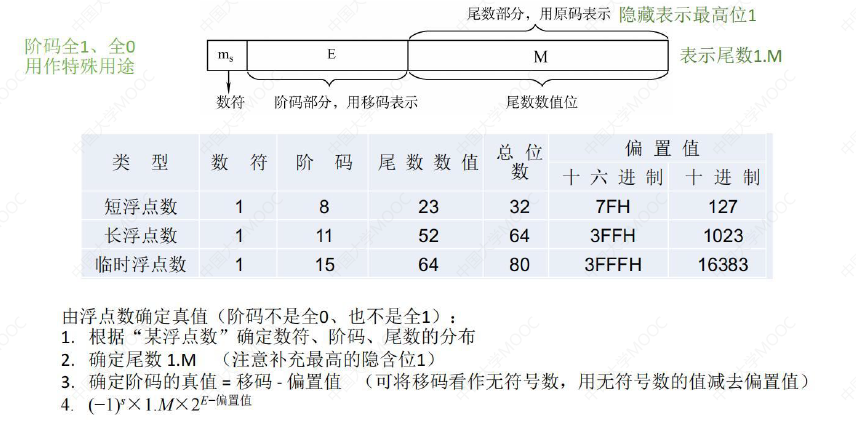 尾数部分，用原码表示 隐藏表示最高位1
阶码全1、全0
用作特殊用途
mₛ E M
表示尾数1.M
数符 阶码部分，用移码表示 尾数数值位
类 型 数 符 阶 码 尾数数值 总位数 偏置值
十六进制 十进制
短浮点数 1 8 23 32 7FH 127
长浮点数 1 11 52 64 3FFH 1023
临时浮点数 1 15 64 80 3FFFH 16383
由浮点数确定真值（阶码不是全0、也不是全1）：
1. 根据“某浮点数”确定数符、阶码、尾数的分布
2. 确定尾数 1.M （注意补充最高的隐含位1）
3. 确定阶码的真值 = 移码 - 偏置值 （可将移码看作无符号数，用无符号数的值减去偏置值）
4. (−1)ˢ×1.M×2^(E−偏置值)
中国大学MOOC